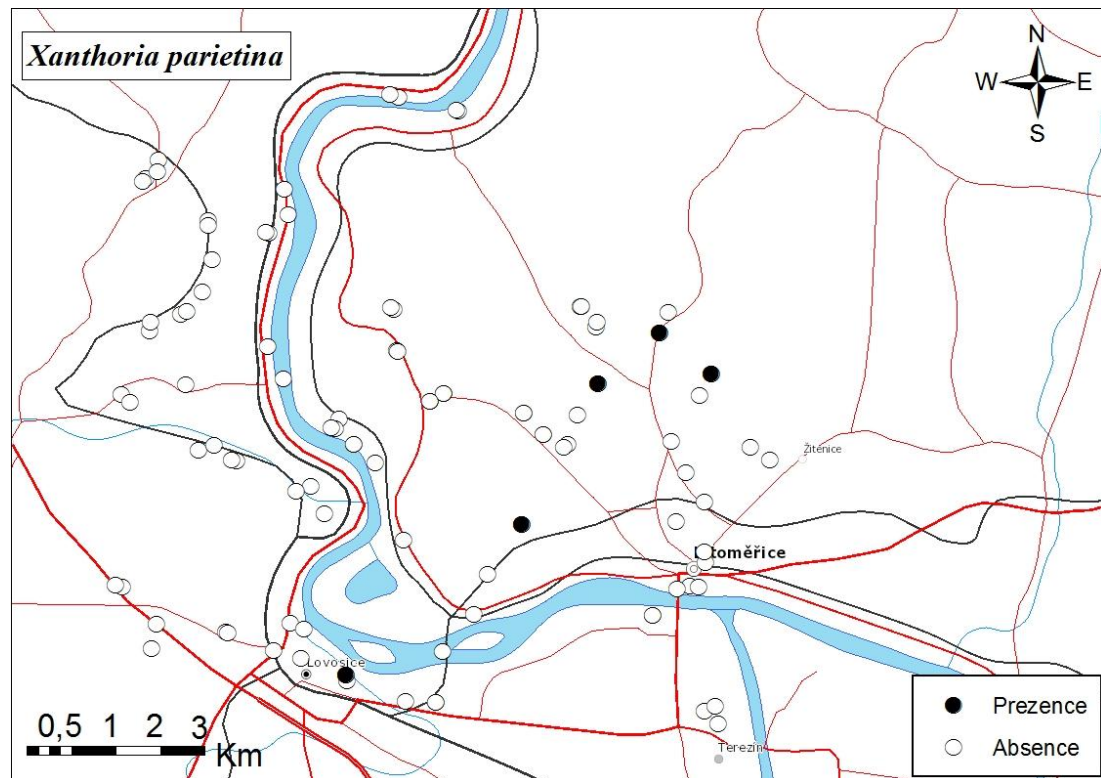 Xanthoria parietina
N
W E
S
Žitenice
Litoměřice
Lovosice
Terezín
0,5 1 2 3
Km
Prezence
Absence